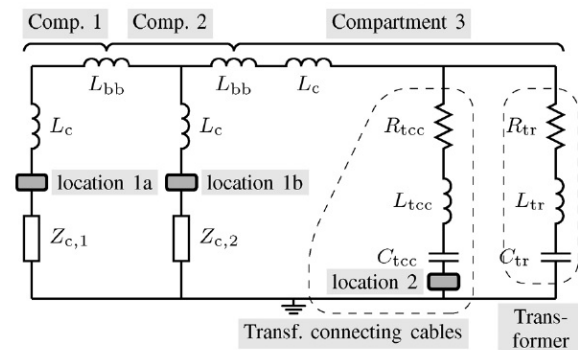 Comp. 1 Comp. 2 Compartment 3
L_bb L_bb L_c
L_c L_c R_tcc R_tr
location 1a location 1b
L_tcc L_tr
Z_c,1 Z_c,2
C_tcc C_tr
location 2
Transf. connecting cables
Trans-
former